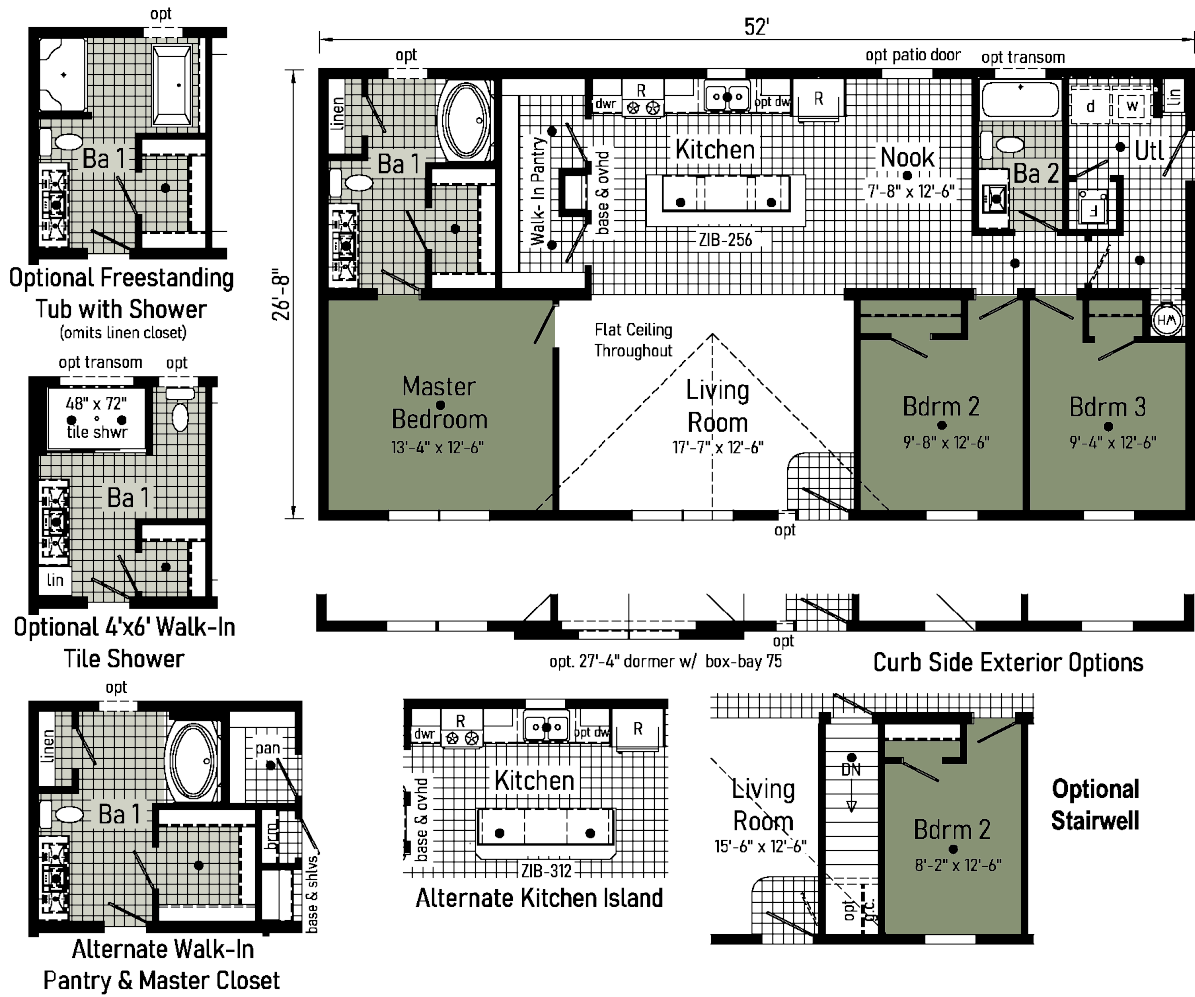 opt
Ba 1
Optional Freestanding
Tub with Shower
(omits linen closet)
opt transom
opt
48" x 72"
tile shwr
Ba 1
lin
Optional 4'x6' Walk-In
Tile Shower
52'
26'-8"
opt
opt patio door
opt transom
linen
Ba 1
Walk- In Pantry
base & ovhd
dwr
R
opt dw
R
Kitchen
ZIB-256
Nook
7'-8" x 12'-6"
Ba 2
d
w
lin
Utl
F
WH
Master
Bedroom
13'-4" x 12'-6"
Flat Ceiling
Throughout
Living
Room
17'-7" x 12'-6"
opt
Bdrm 2
9'-8" x 12'-6"
Bdrm 3
9'-4" x 12'-6"
opt
opt. 27'-4" dormer w/ box-bay 75
Curb Side Exterior Options
opt
linen
Ba 1
pan
brm
base & shlvs
Alternate Walk-In
Pantry & Master Closet
dwr
R
opt dw
R
Kitchen
base & ovhd
ZIB-312
Alternate Kitchen Island
Living
Room
15'-6" x 12'-6"
DN
opt
g.c.
Bdrm 2
8'-2" x 12'-6"
Optional
Stairwell